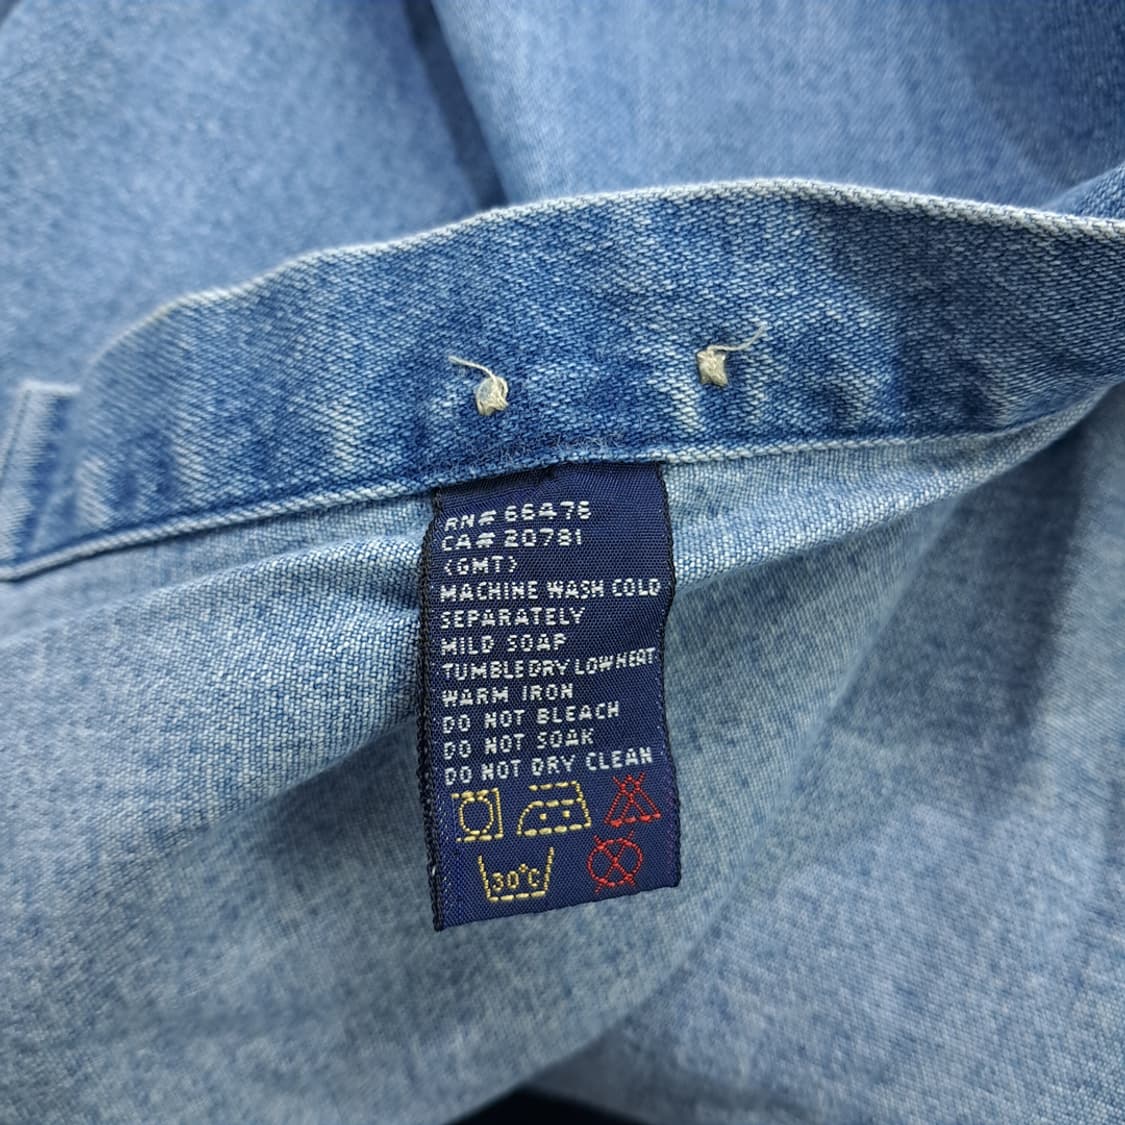 RN# 66476
CA# 20781
(GMT)
MACHINE WASH COLD
SEPARATELY
MILD SOAP
TUMBLE DRY LOW HEAT
WARM IRON
DO NOT BLEACH
DO NOT SOAK
DO NOT DRY CLEAN
30°C